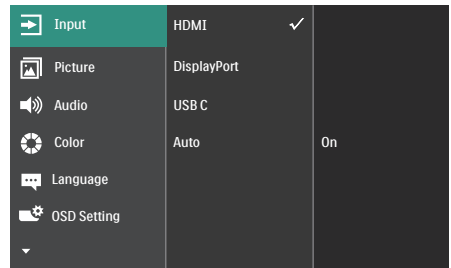 Input
HDMI
Picture
DisplayPort
Audio
USB C
Color
Auto
On
Language
OSD Setting